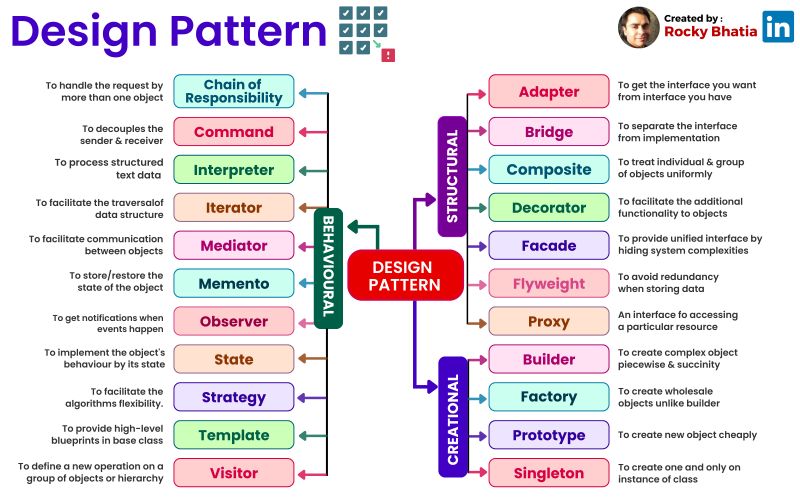 Design Pattern
Created by :
Rocky Bhatia
in
To handle the request by
more than one object
Chain of
Responsibility
To decouples the
sender & receiver
Command
To process structured
text data
Interpreter
To facilitate the traversalof
data structure
Iterator
To facilitate communication
between objects
Mediator
To store/restore the
state of the object
Memento
To get notifications when
events happen
Observer
To implement the object's
behaviour by its state
State
To facilitate the
algorithms flexibility.
Strategy
To provide high-level
blueprints in base class
Template
To define a new operation on a
group of objects or hierarchy
Visitor
BEHAVIOURAL
DESIGN
PATTERN
STRUCTURAL
Adapter
To get the interface you want
from interface you have
Bridge
To separate the interface
from implementation
Composite
To treat individual & group
of objects uniformly
Decorator
To facilitate the additional
functionality to objects
Facade
To provide unified interface by
hiding system complexities
Flyweight
To avoid redundancy
when storing data
Proxy
An interface fo accessing
a particular resource
CREATIONAL
Builder
To create complex object
piecewise & succinity
Factory
To create wholesale
objects unlike builder
Prototype
To create new object cheaply
Singleton
To create one and only on
instance of class